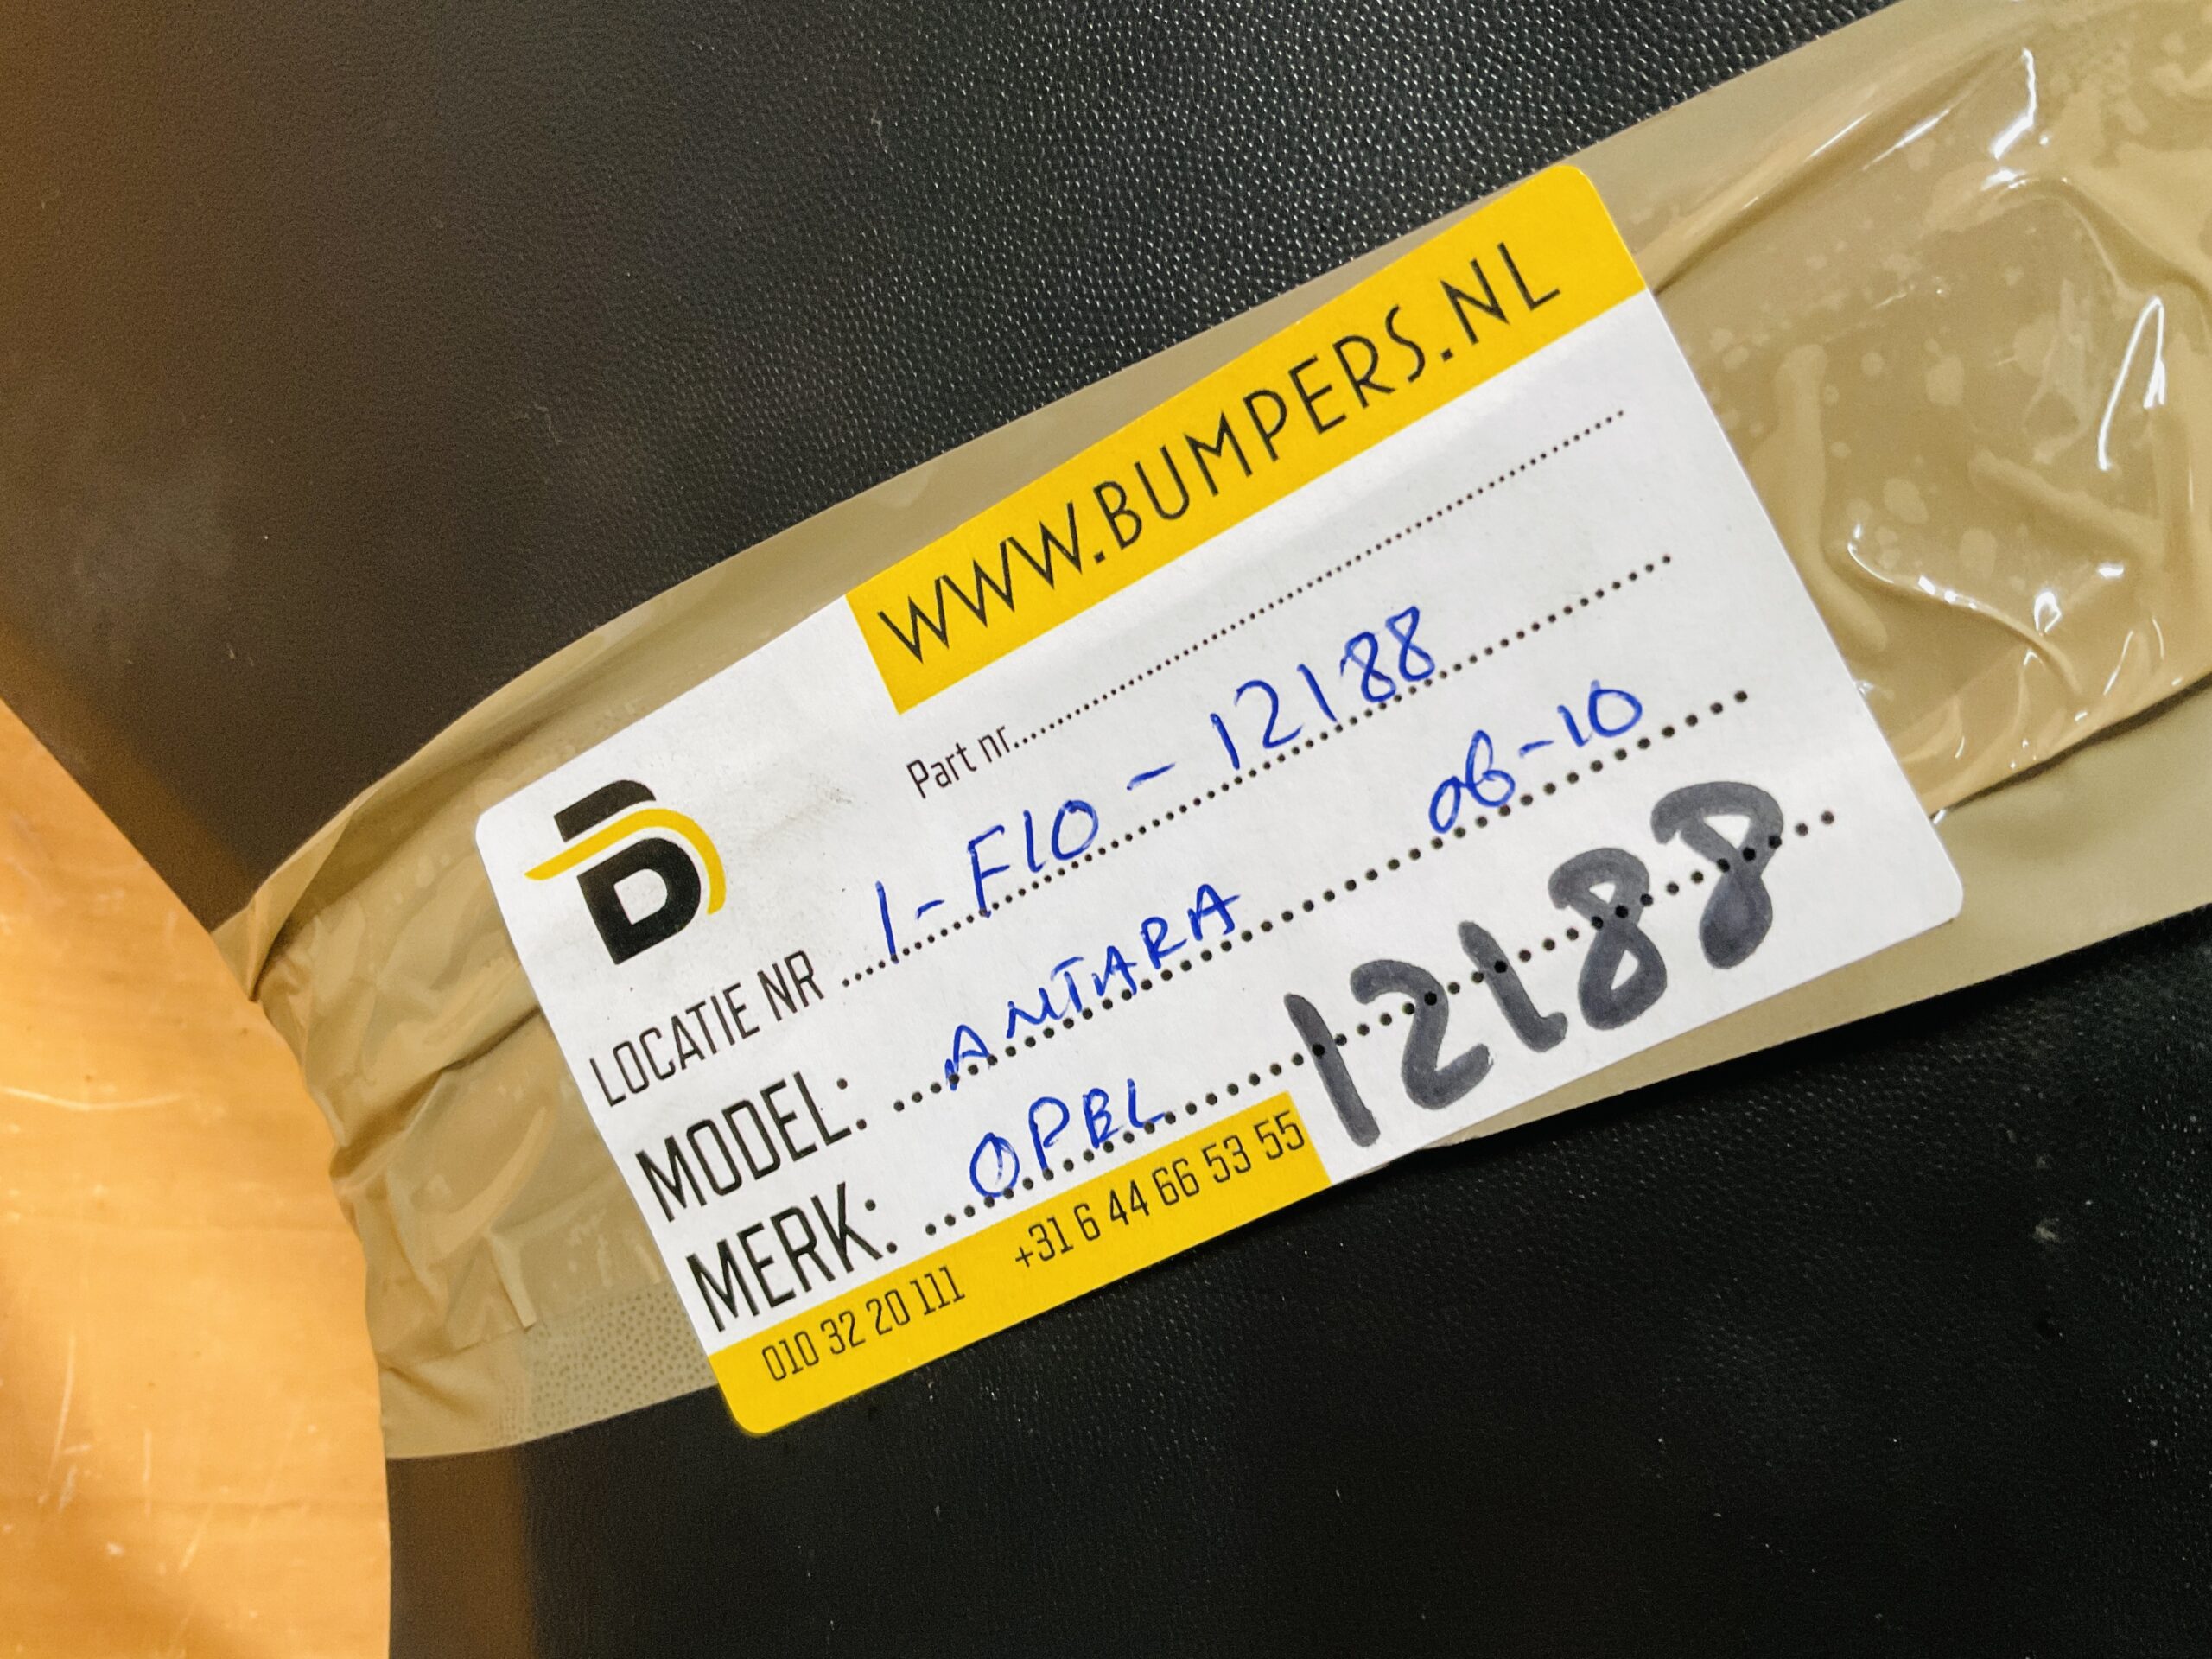 WWW.BUMPERS.NL
Part nr..........
LOCATIE NR 1-F10-12188
MODEL: ANTARA 06-10
MERK: OPEL 12188
010 32 20 111 +31 6 44 66 53 55